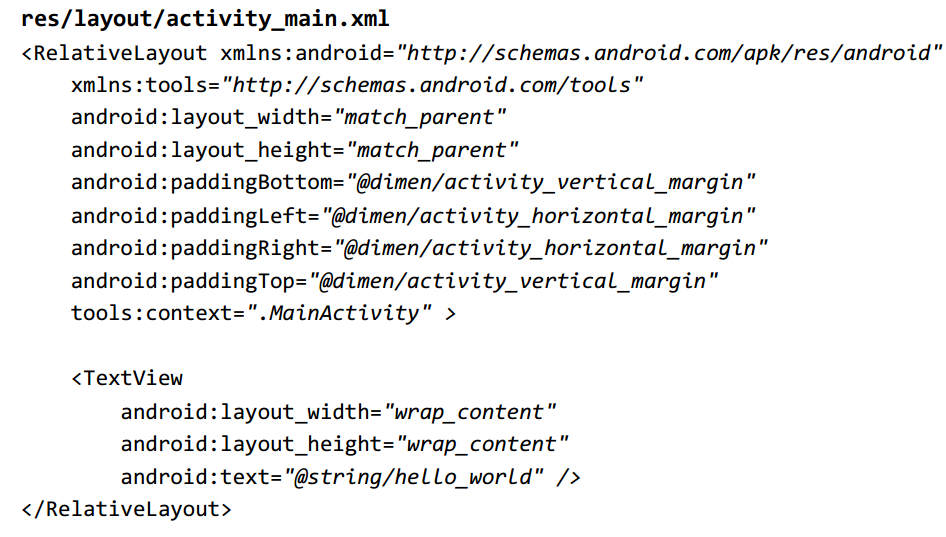 res/layout/activity_main.xml
<RelativeLayout xmlns:android="http://schemas.android.com/apk/res/android"
    xmlns:tools="http://schemas.android.com/tools"
    android:layout_width="match_parent"
    android:layout_height="match_parent"
    android:paddingBottom="@dimen/activity_vertical_margin"
    android:paddingLeft="@dimen/activity_horizontal_margin"
    android:paddingRight="@dimen/activity_horizontal_margin"
    android:paddingTop="@dimen/activity_vertical_margin"
    tools:context=".MainActivity" >
    <TextView
        android:layout_width="wrap_content"
        android:layout_height="wrap_content"
        android:text="@string/hello_world" />
</RelativeLayout>